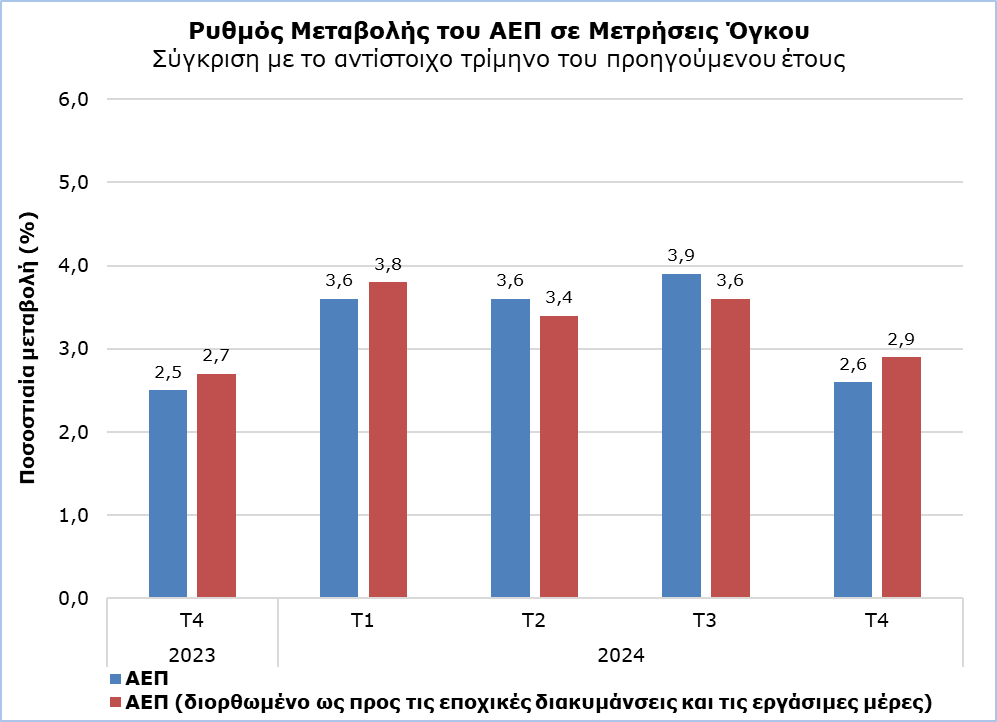 Ρυθμός Μεταβολής του ΑΕΠ σε Μετρήσεις Όγκου
Σύγκριση με το αντίστοιχο τρίμηνο του προηγούμενου έτους
Ποσοστιαία μεταβολή (%)
6,0
5,0
4,0
3,0
2,0
1,0
0,0
2,5 2,7
3,6 3,8
3,6 3,4
3,9 3,6
2,6 2,9
Τ4 Τ1 Τ2 Τ3 Τ4
2023 2024
ΑΕΠ
ΑΕΠ (διορθωμένο ως προς τις εποχικές διακυμάνσεις και τις εργάσιμες μέρες)